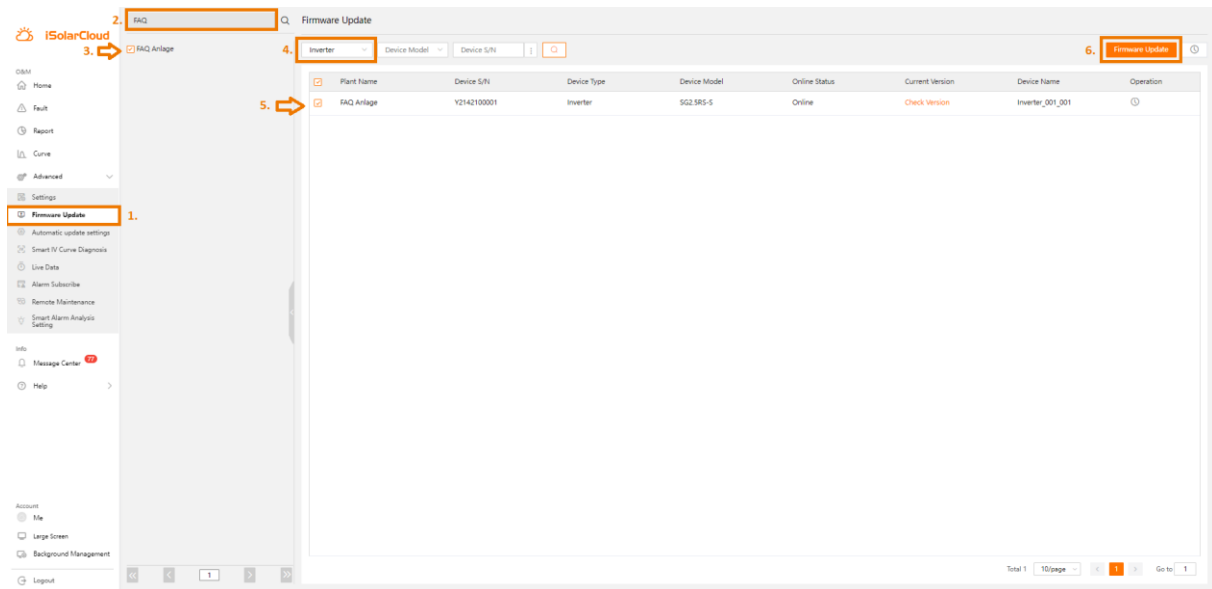 iSolarCloud
O&M
Home
Fault
Report
Curve
Advanced
Settings
Firmware Update
1.
Automatic update settings
Smart IV Curve Diagnosis
Live Data
Alarm Subscribe
Remote Maintenance
Smart Alarm Analysis
Setting
Info
Message Center 77
Help
Account
Me
Large Screen
Background Management
Logout
2. FAQ
3. FAQ Anlage
1
Firmware Update
4. Inverter Device Model Device S/N 6. Firmware Update
Plant Name Device S/N Device Type Device Model Online Status Current Version Device Name Operation
5. FAQ Anlage Y2142100001 Inverter SG2.5RS-S Online Check Version Inverter_001_001
Total 1 10/page 1 Go to 1